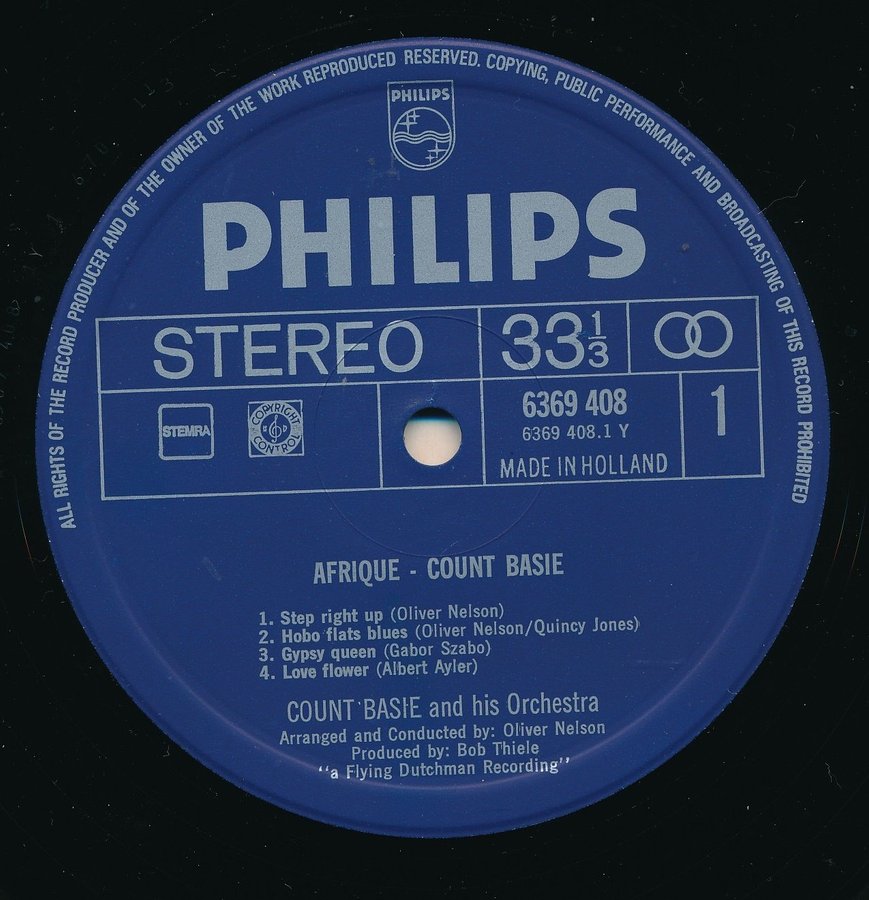 ALL RIGHTS OF THE RECORD PRODUCER AND OF THE OWNER OF THE WORK REPRODUCED RESERVED. COPYING, PUBLIC PERFORMANCE AND BROADCASTING OF THIS RECORD PROHIBITED
PHILIPS
PHILIPS
STEREO
33 1/3
STEMRA
COPYRIGHT CONTROL
6369 408
6369 408.1 Y
MADE IN HOLLAND
1
AFRIQUE - COUNT BASIE
1. Step right up (Oliver Nelson)
2. Hobo flats blues (Oliver Nelson/Quincy Jones)
3. Gypsy queen (Gabor Szabo)
4. Love flower (Albert Ayler)
COUNT BASIE and his Orchestra
Arranged and Conducted by: Oliver Nelson
Produced by: Bob Thiele
"a Flying Dutchman Recording"